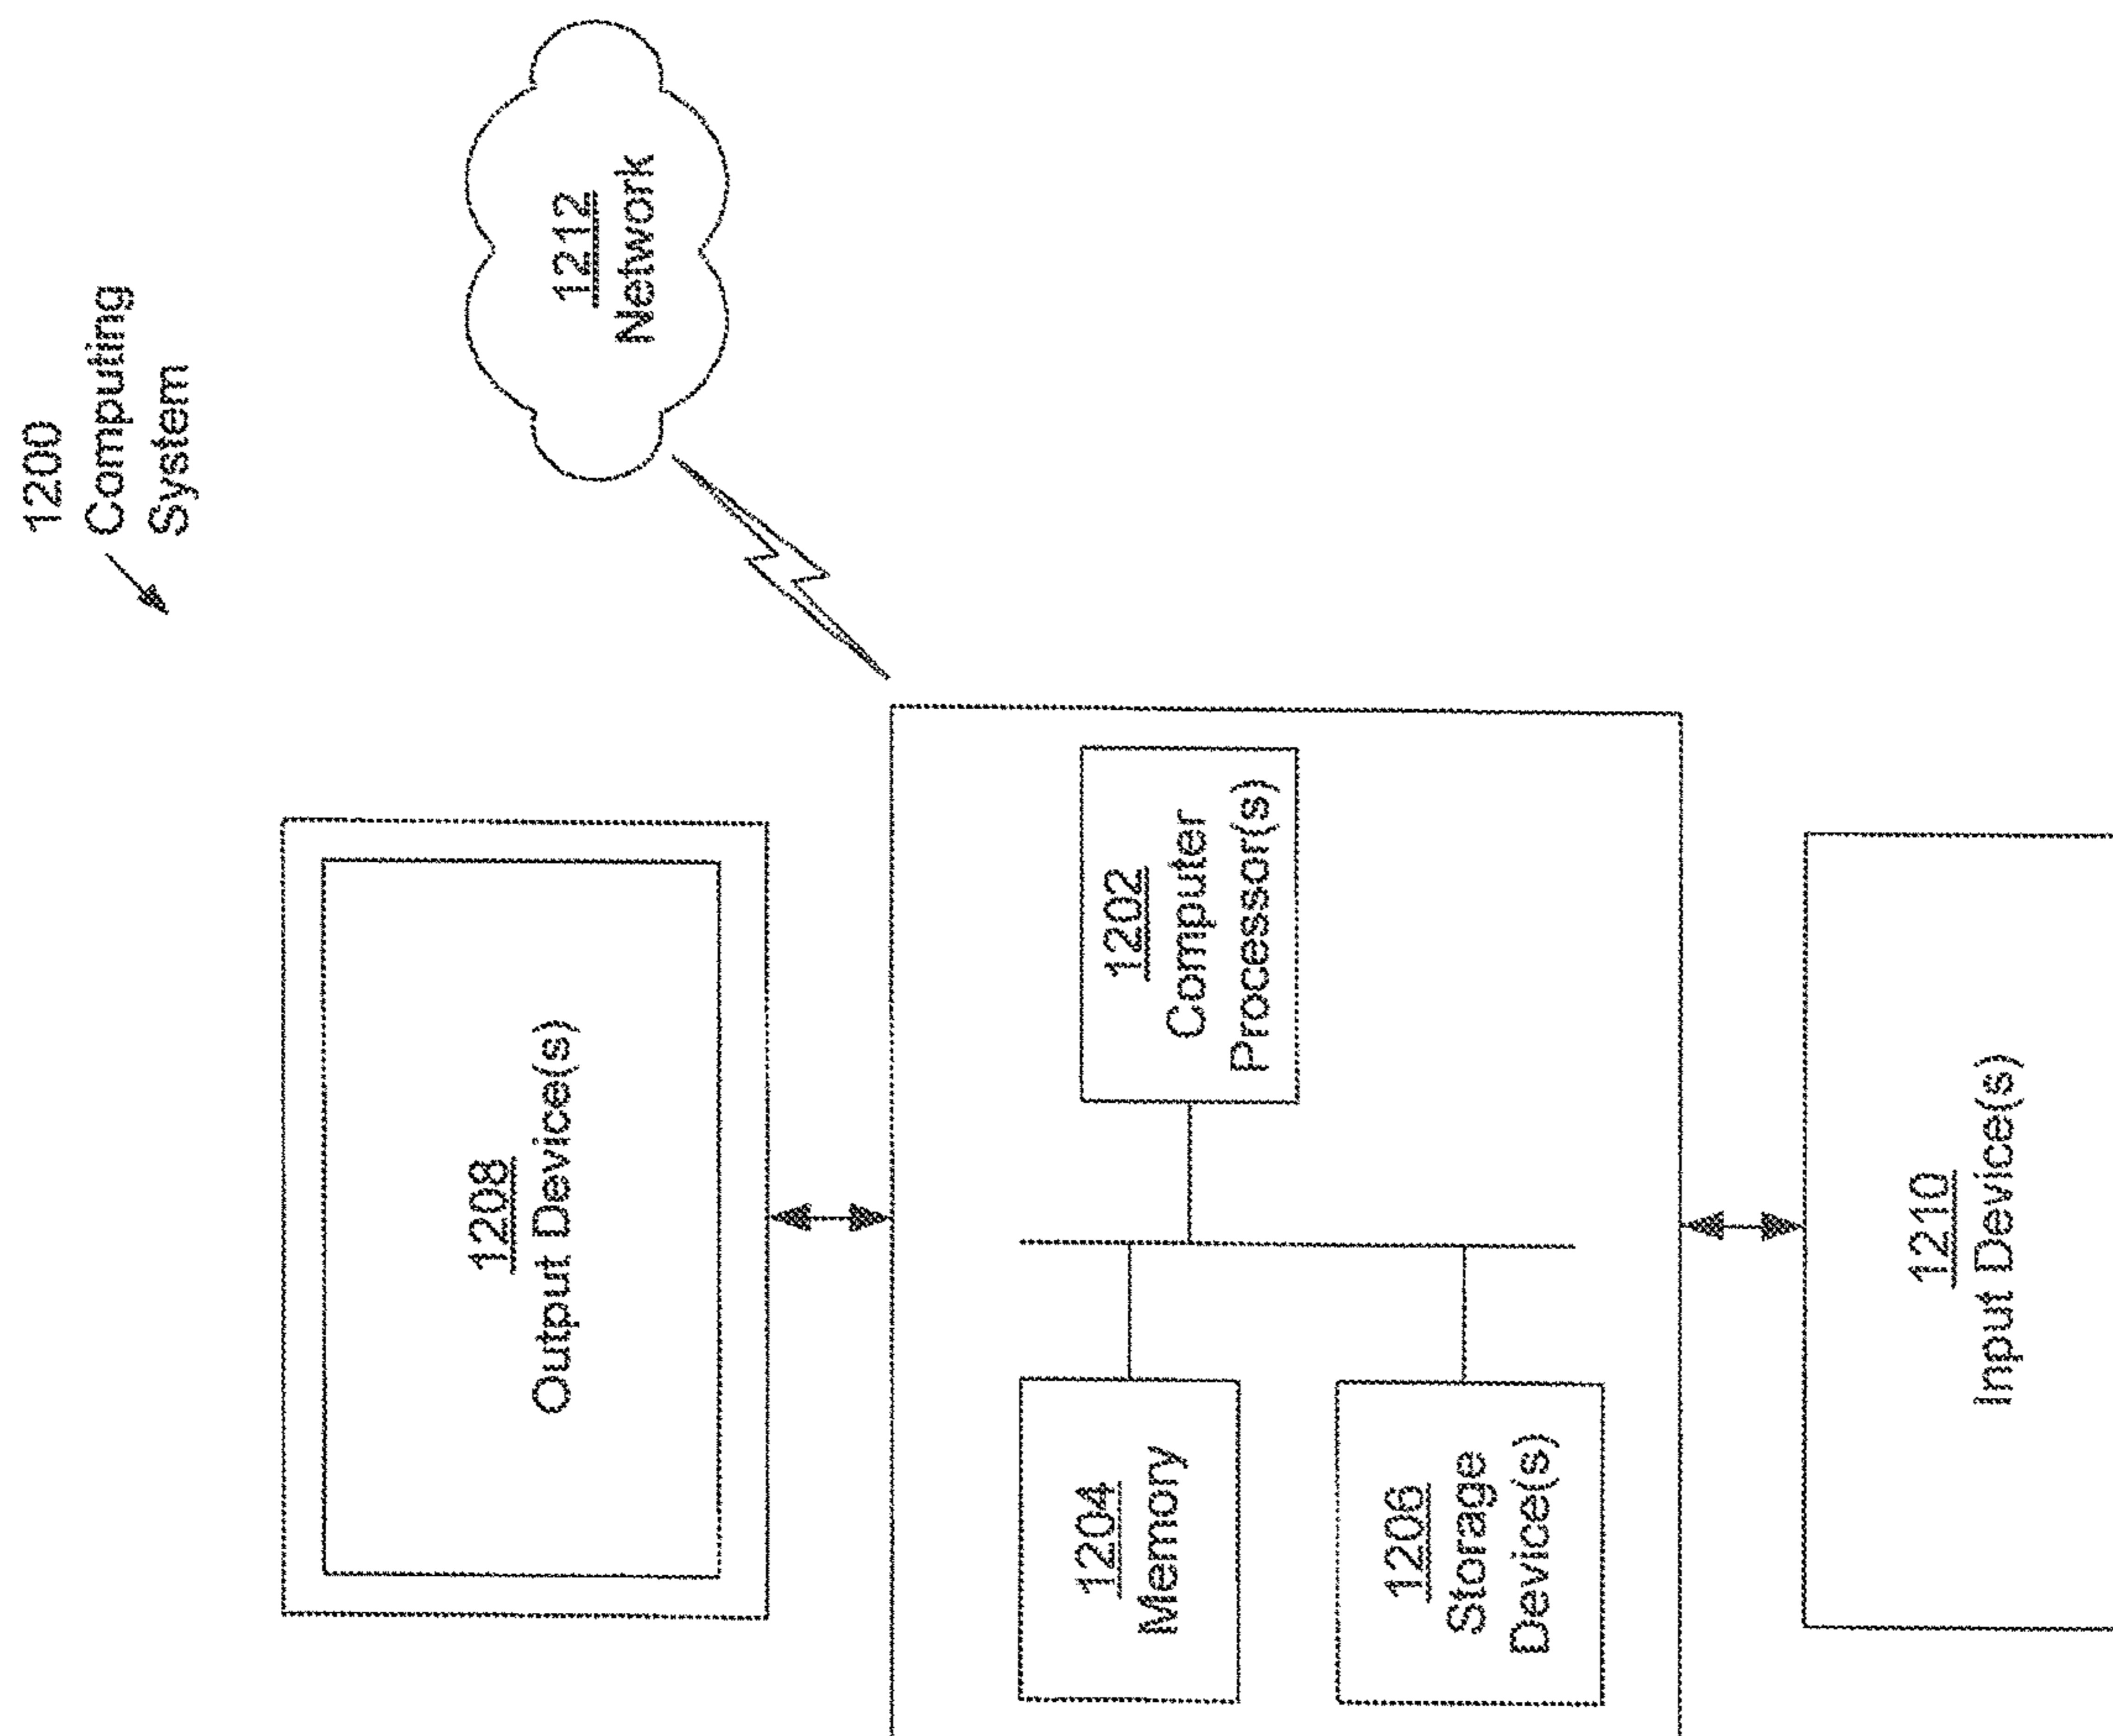 1200
Computing
System
1208
Output Device(s)
1212
Network
1204
Memory
1202
Computer
Processor(s)
1206
Storage
Device(s)
1210
Input Device(s)